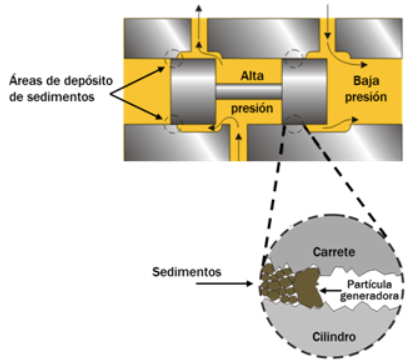 Áreas de depósito
de sedimentos
Alta
presión
Baja
presión
Carrete
Sedimentos
Partícula
generadora
Cilindro